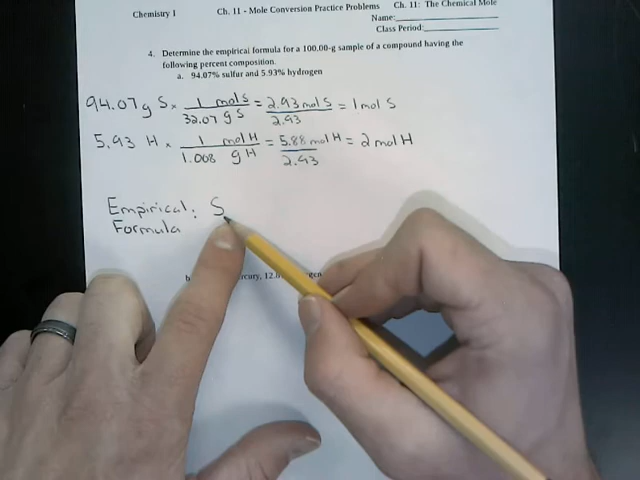 Chemistry I Ch. 11 - Mole Conversion Practice Problems Ch. 11: The Chemical Mole
Name:
Class Period:
4. Determine the empirical formula for a 100.00-g sample of a compound having the
following percent composition.
a. 94.07% sulfur and 5.93% hydrogen
94.07g S × 1 mol S / 32.07 g S = 2.93 mol S / 2.93 = 1 mol S
5.93 H × 1 mol H / 1.008 g H = 5.88 mol H / 2.93 = 2 mol H
Empirical: S
Formula
b 12.0